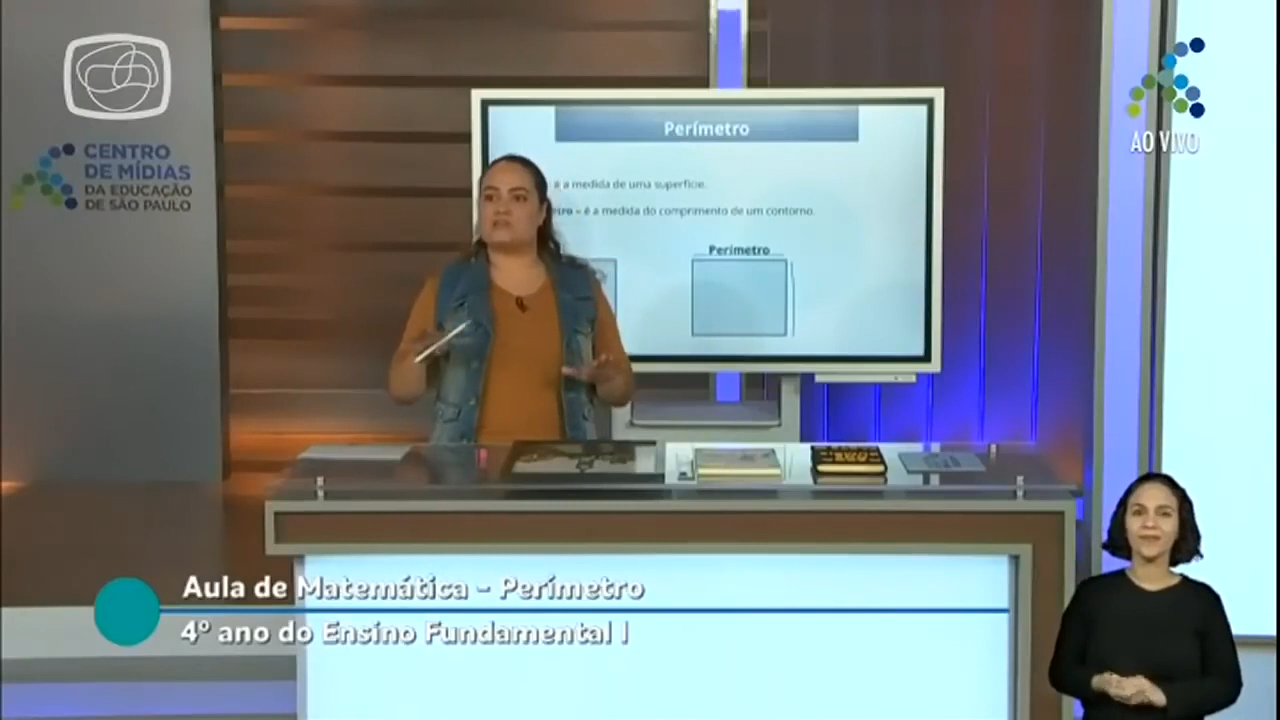 CENTRO
DE MÍDIAS
DA EDUCAÇÃO
DE SÃO PAULO
AO VIVO
Perímetro
é a medida de uma superfície.
– é a medida do comprimento de um contorno.
Perímetro
Aula de Matemática - Perímetro
4º ano do Ensino Fundamental I